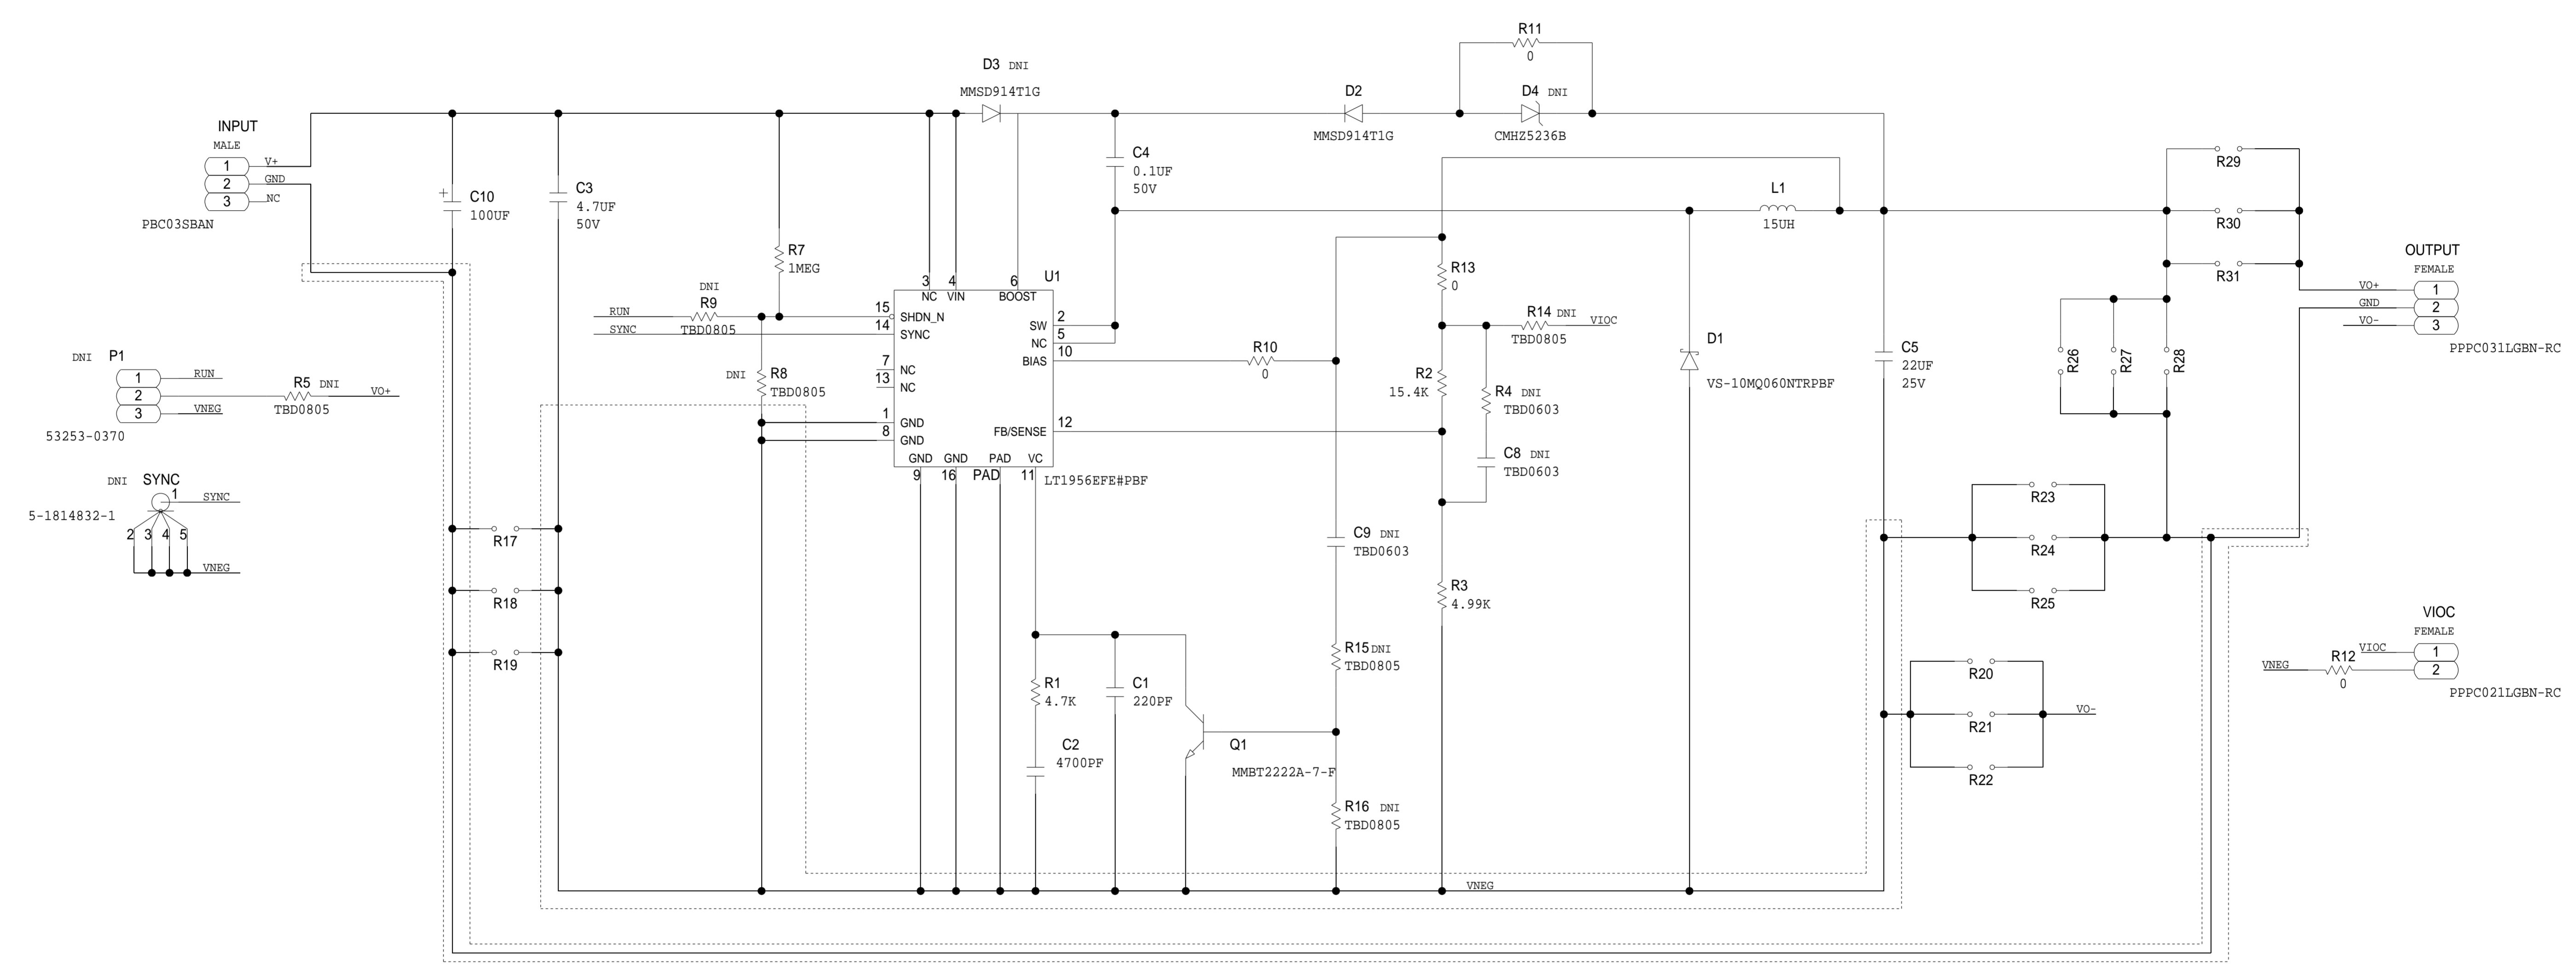 R11
0
D3 DNI
MMSD914T1G
D2
MMSD914T1G
D4 DNI
CMHZ5236B
INPUT
MALE
1 V+
2 GND
3 NC
PBC03SBAN
+
C10
100UF
C3
4.7UF
50V
C4
0.1UF
50V
R7
1MEG
L1
15UH
R29
R30
R31
OUTPUT
FEMALE
VO+ 1
GND 2
VO- 3
PPPC031LGBN-RC
U1
3 4 6
NC VIN BOOST
15 SHDN_N
14 SYNC
7 NC
13 NC
1 GND
8 GND
GND GND PAD VC
9 16 PAD 11
SW 2
NC 5
BIAS 10
FB/SENSE 12
LT1956EFE#PBF
RUN
SYNC
DNI
R9
TBD0805
DNI R8
TBD0805
R10
0
R13
0
R14 DNI
TBD0805
VIOC
R2
15.4K
R4 DNI
TBD0603
C8 DNI
TBD0603
D1
VS-10MQ060NTRPBF
C5
22UF
25V
R26
R27
R28
DNI P1
1 RUN
2
3 VNEG
53253-0370
R5 DNI
TBD0805
VO+
DNI SYNC
1 SYNC
5-1814832-1
2 3 4 5
VNEG
R17
R18
R19
C9 DNI
TBD0603
R3
4.99K
R15 DNI
TBD0805
R1
4.7K
C1
220PF
C2
4700PF
Q1
MMBT2222A-7-F
R16 DNI
TBD0805
VNEG
R23
R24
R25
R20
R21
R22
VO-
VIOC
FEMALE
VIOC 1
2
VNEG
R12
0
PPPC021LGBN-RC